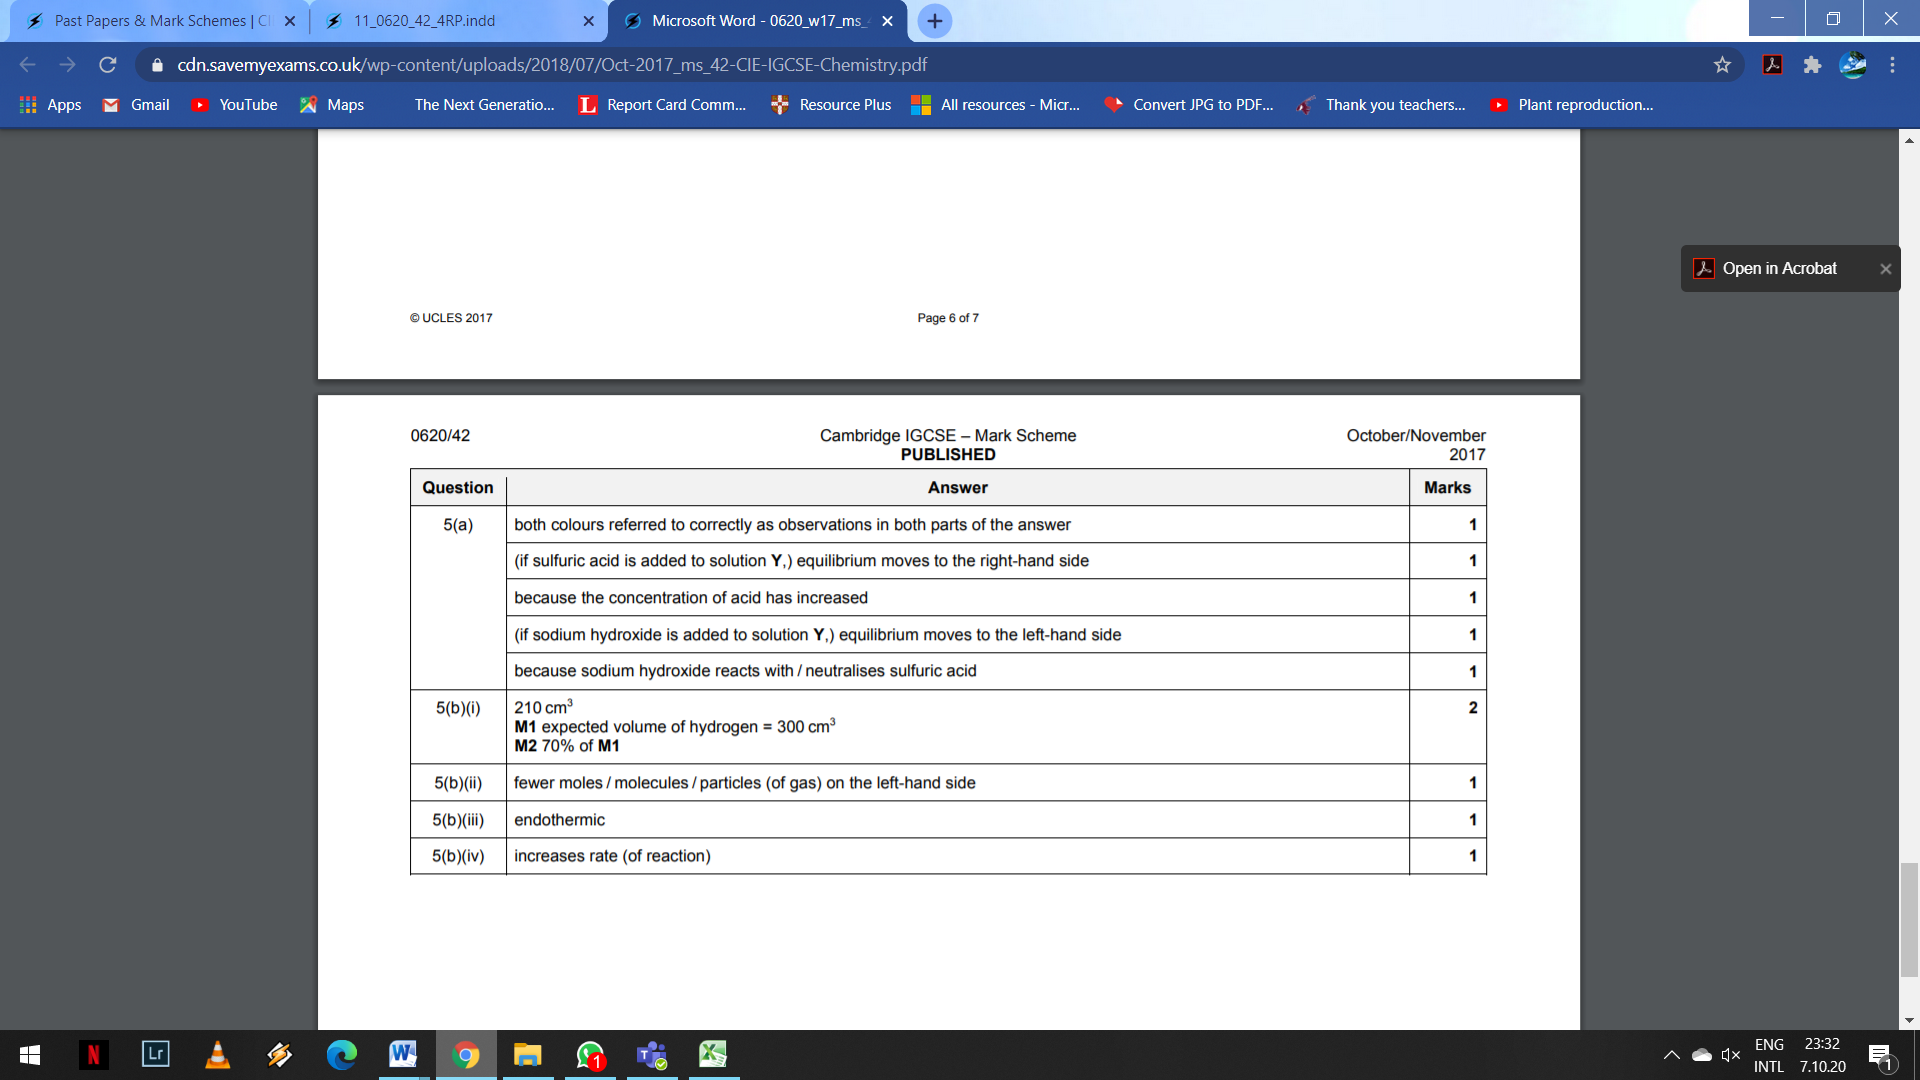 Past Papers & Mark Schemes | CI
11_0620_42_4RP.indd
Microsoft Word - 0620_w17_ms_4
cdn.savemyexams.co.uk/wp-content/uploads/2018/07/Oct-2017_ms_42-CIE-IGCSE-Chemistry.pdf
Apps Gmail YouTube Maps The Next Generatio... Report Card Comm... Resource Plus All resources - Micr... Convert JPG to PDF... Thank you teachers... Plant reproduction...
Open in Acrobat
© UCLES 2017 Page 6 of 7
0620/42 Cambridge IGCSE – Mark Scheme October/November
PUBLISHED 2017
Question Answer Marks
5(a) both colours referred to correctly as observations in both parts of the answer 1
(if sulfuric acid is added to solution Y,) equilibrium moves to the right-hand side 1
because the concentration of acid has increased 1
(if sodium hydroxide is added to solution Y,) equilibrium moves to the left-hand side 1
because sodium hydroxide reacts with / neutralises sulfuric acid 1
5(b)(i) 210 cm³ 2
M1 expected volume of hydrogen = 300 cm³
M2 70% of M1
5(b)(ii) fewer moles / molecules / particles (of gas) on the left-hand side 1
5(b)(iii) endothermic 1
5(b)(iv) increases rate (of reaction) 1
N Lr W 1 T X
ENG 23:32
INTL 7.10.20 1